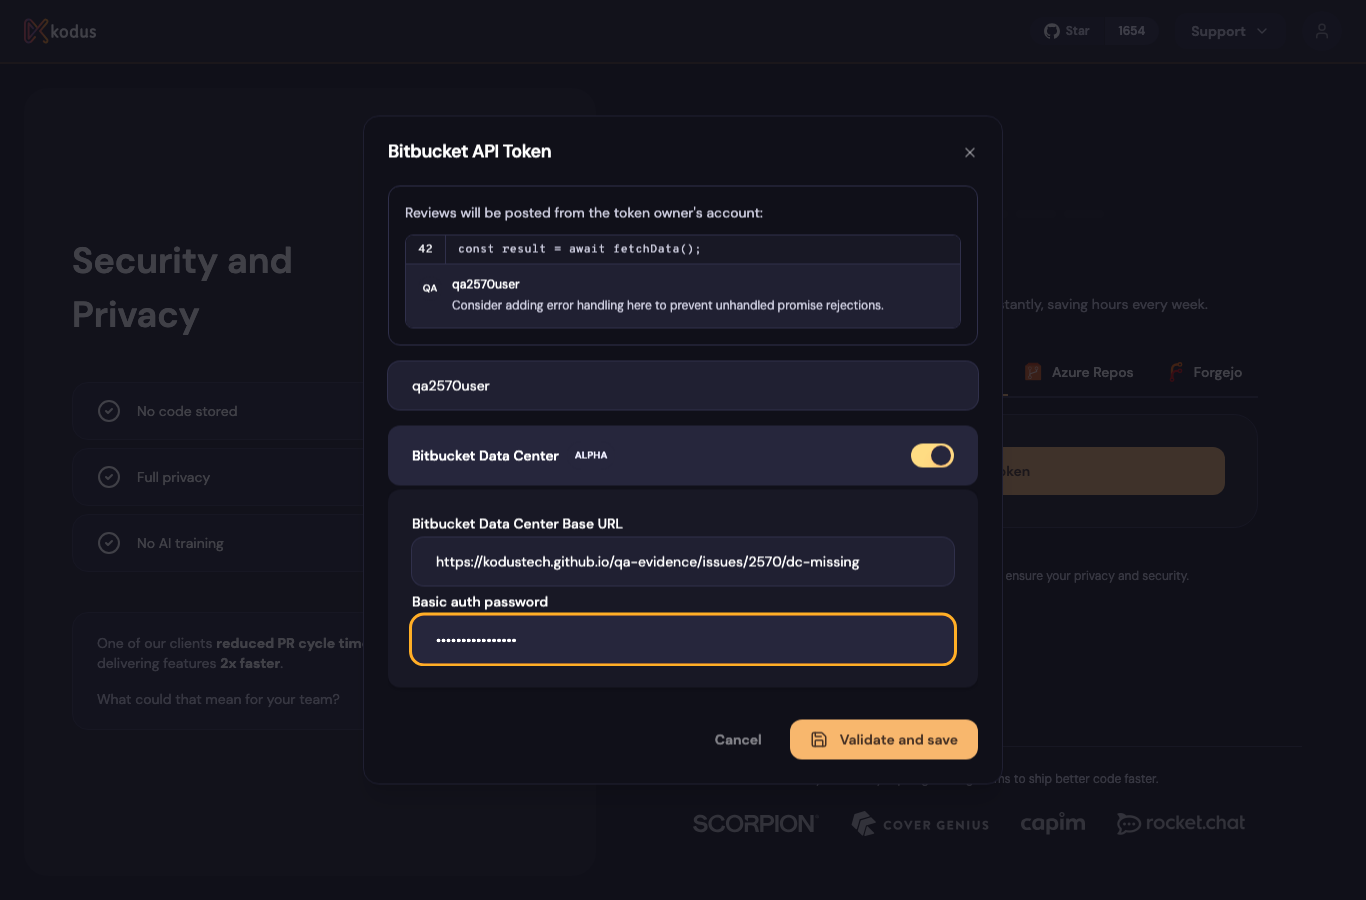 kodus
Star 1654
Support
Security and
Privacy
No code stored
Full privacy
No AI training
One of our clients reduced PR cycle time
delivering features 2x faster.
What could that mean for your team?
Bitbucket API Token
Reviews will be posted from the token owner's account:
42 const result = await fetchData();
QA qa2570user
Consider adding error handling here to prevent unhandled promise rejections.
qa2570user
Bitbucket Data Center ALPHA
Bitbucket Data Center Base URL
https://kodustech.github.io/qa-evidence/issues/2570/dc-missing
Basic auth password
••••••••••••••••
Cancel
Validate and save
stantly, saving hours every week.
Azure Repos
Forgejo
oken
ensure your privacy and security.
ms to ship better code faster.
SCORPION
COVER GENIUS
capim
rocket.chat